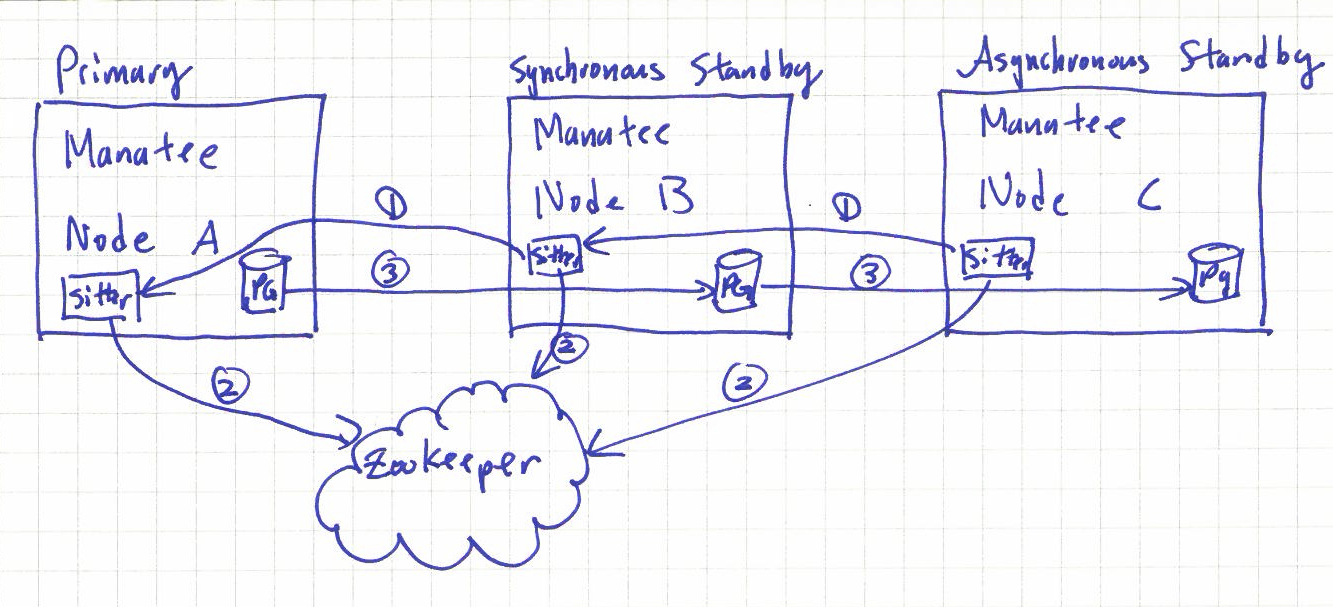 Primary
Synchronous Standby
Asynchronous Standby
Manatee
Node A
Sitter
PG
Manatee
Node B
Sitter
PG
Manatee
Node C
Sitter
Pg
①
①
③
③
②
②
②
Zookeeper